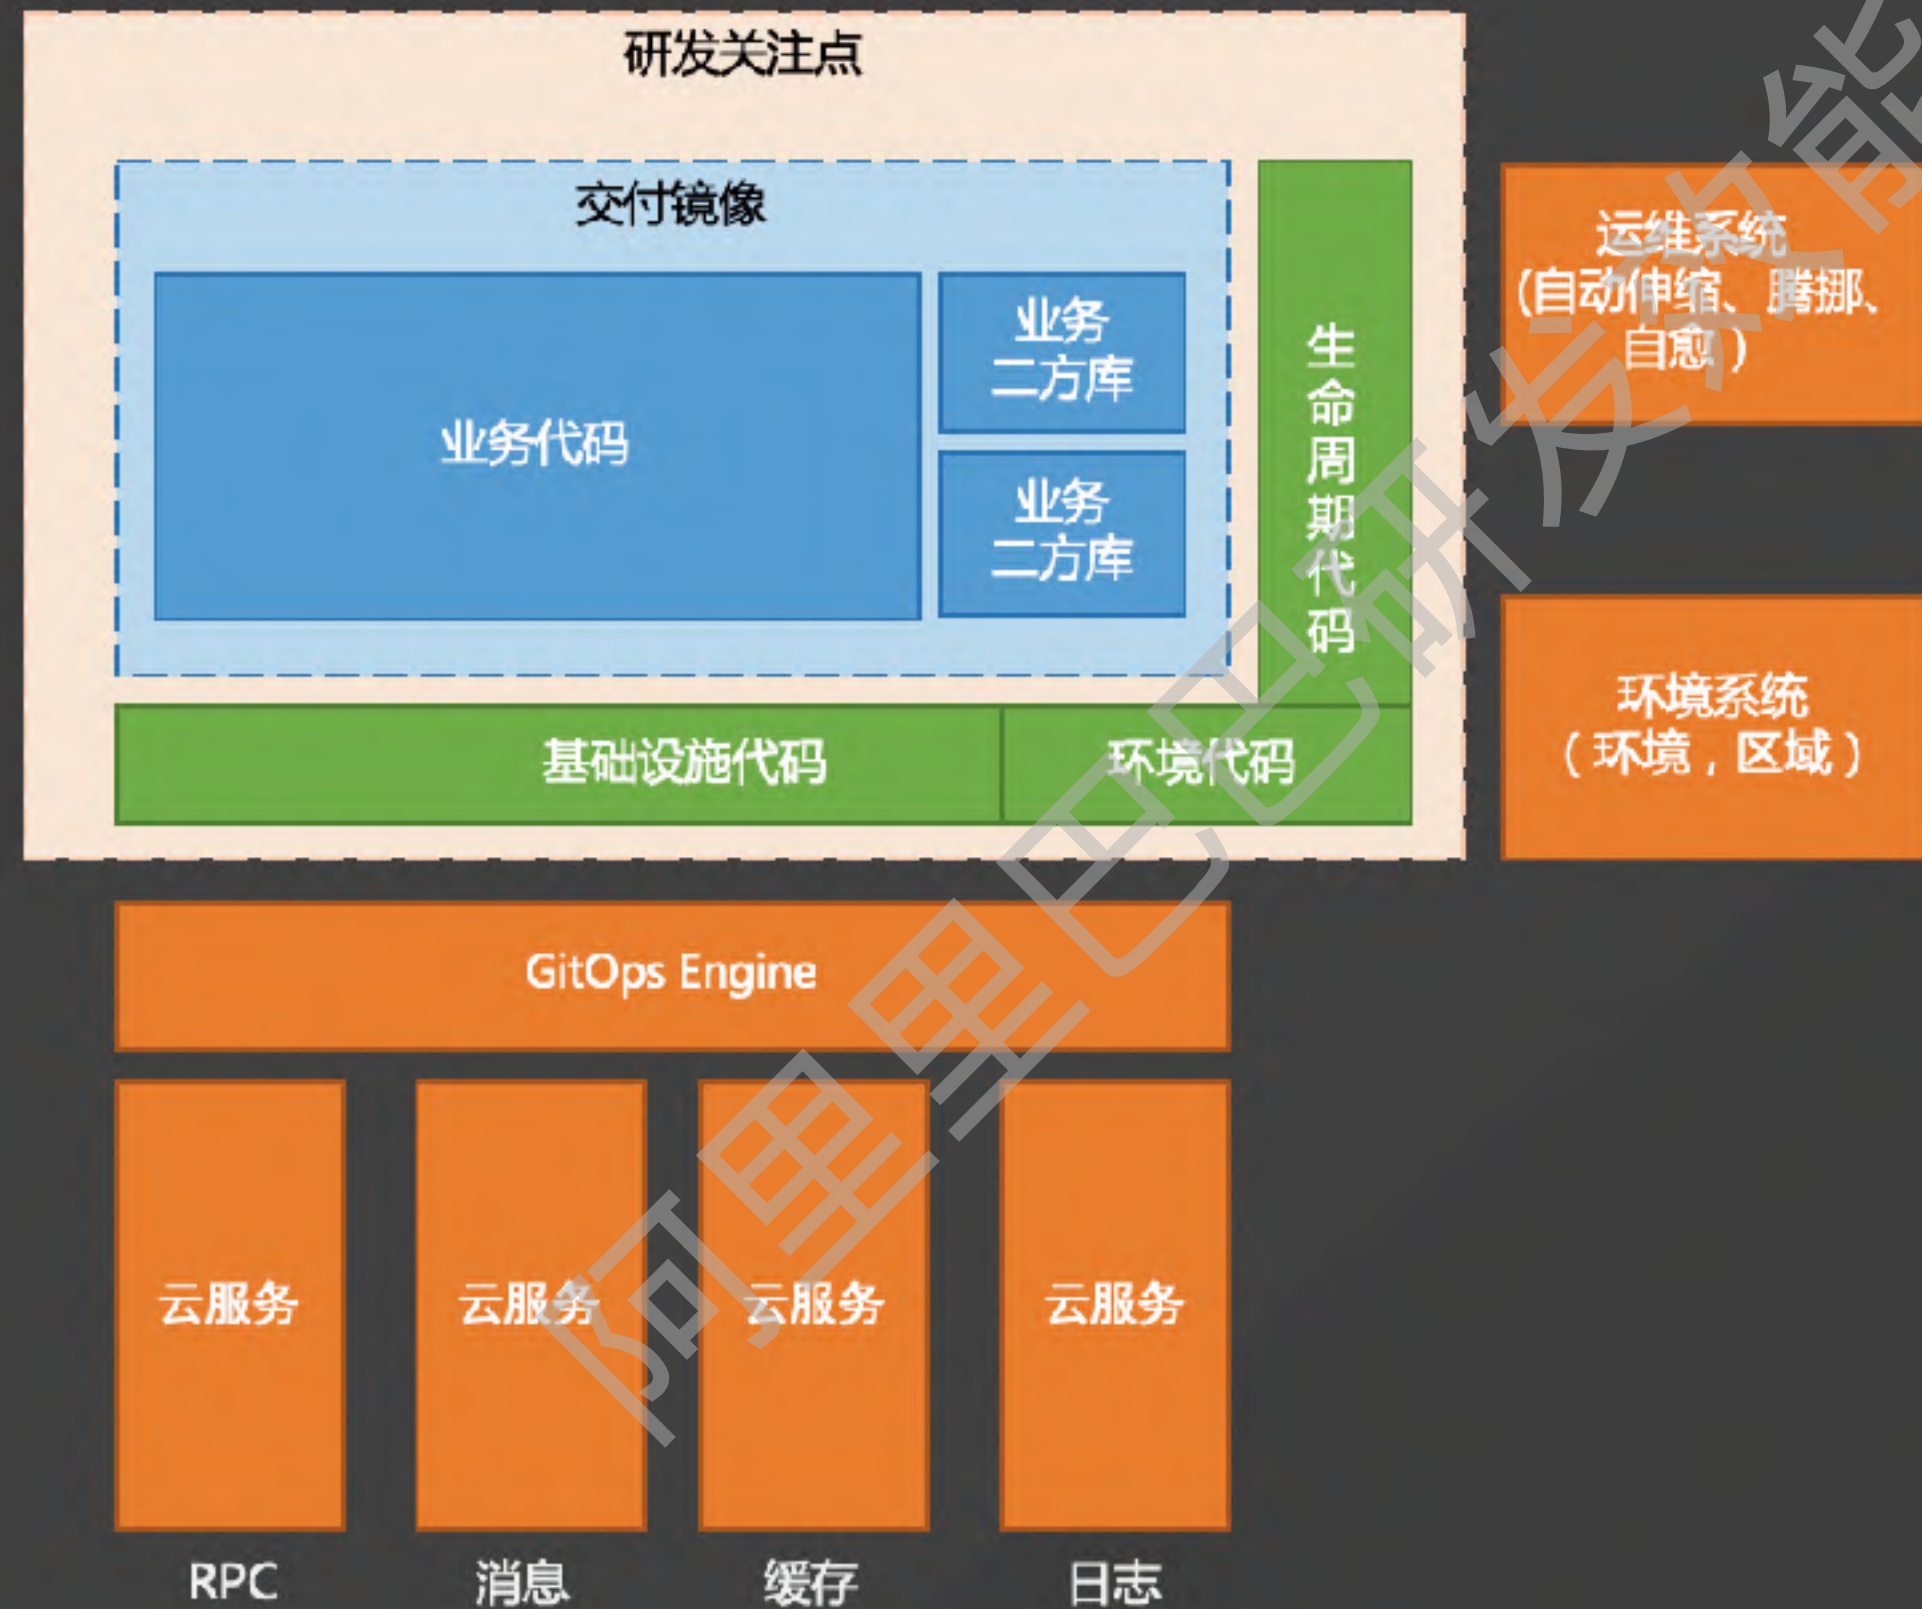 研发关注点
交付镜像
业务代码
业务
二方库
业务
二方库
生命周期代码
基础设施代码
环境代码
运维系统
(自动伸缩、腾挪、
自愈)
环境系统
(环境,区域)
GitOps Engine
云服务
云服务
云服务
云服务
RPC
消息
缓存
日志
阿里巴巴研发效能